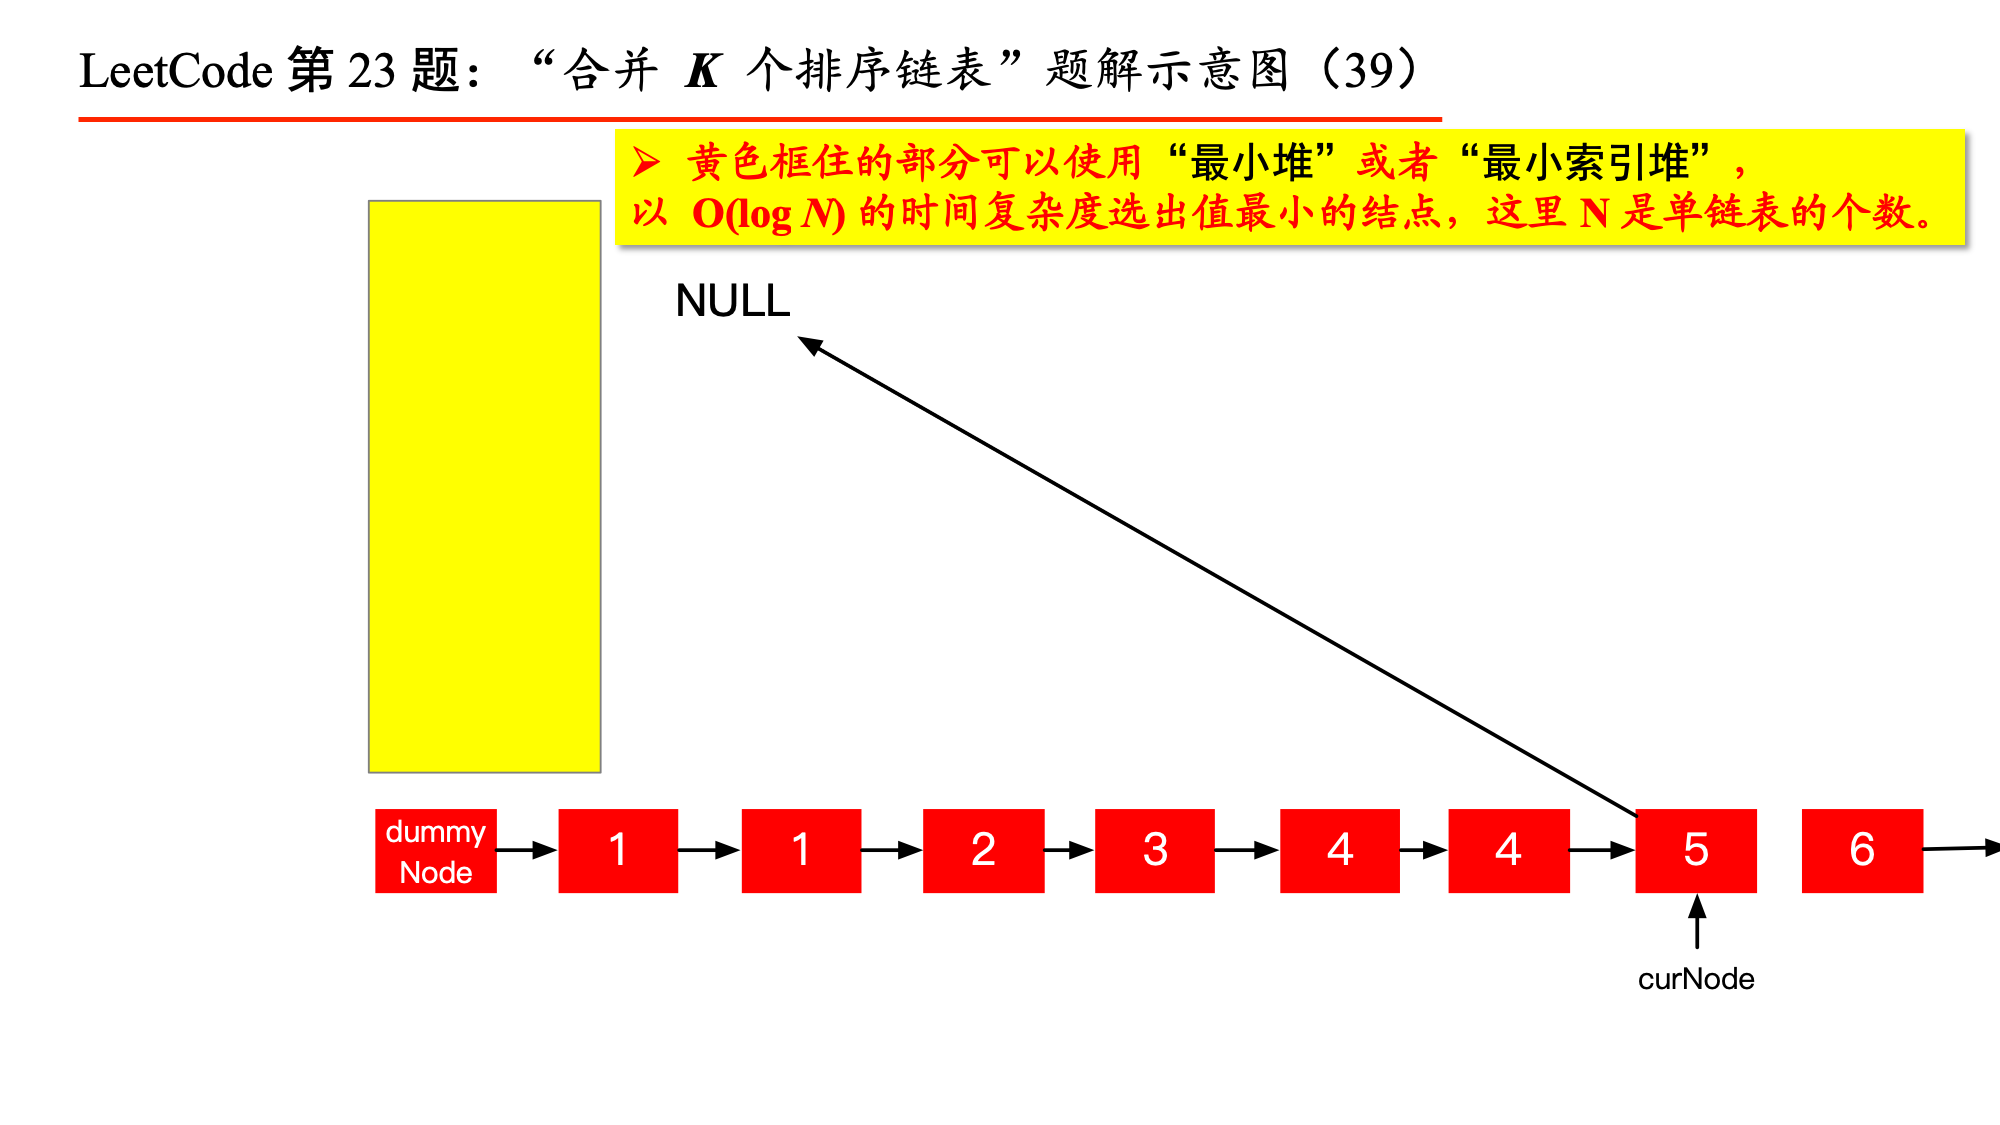 LeetCode 第 23 题：“合并 K 个排序链表”题解示意图（39）
➢ 黄色框住的部分可以使用“最小堆”或者“最小索引堆”，
以 O(log N) 的时间复杂度选出值最小的结点，这里 N 是单链表的个数。
NULL
dummy
Node
1
1
2
3
4
4
5
6
curNode